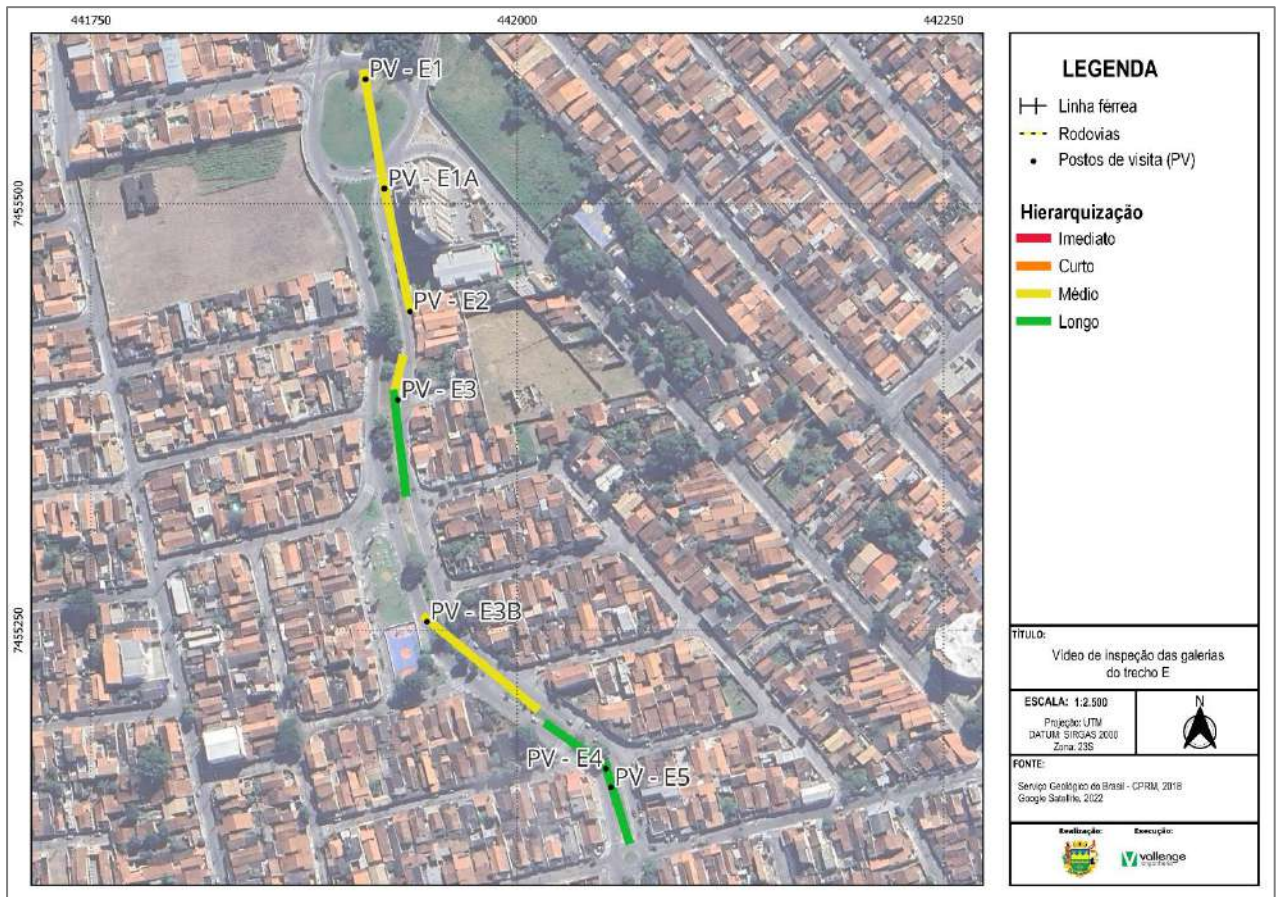 441750
442000
442250
7455500
7455250
PV - E1
PV - E1A
PV - E2
PV - E3
PV - E3B
PV - E4
PV - E5
LEGENDA
Linha férrea
Rodovias
Postos de visita (PV)
Hierarquização
Imediato
Curto
Médio
Longo
TÍTULO:
Vídeo de inspeção das galerias
do trecho E
ESCALA: 1:2.500
Projeção: UTM
DATUM: SIRGAS 2000
Zona: 23S
N
FONTE:
Serviço Geológico do Brasil - CPRM, 2018
Google Satellite, 2022
Realização:
Execução:
vallenge